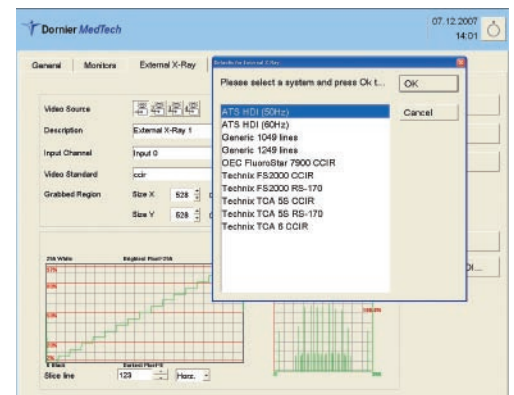 Dornier MedTech
07.12.2007
14:01
General Monitors External X-Ray
Please select a system and press Ok t...
OK
Cancel
ATS HDI (50Hz)
ATS HDI (60Hz)
Generic 1049 lines
Generic 1249 lines
OEC FluoroStar 7900 CCIR
Technix FS2000 CCIR
Technix FS2000 RS-170
Technix TCA 5S CCIR
Technix TCA 5S RS-170
Technix TCA 6 CCIR
Video Source
Description External X-Ray 1
Input Channel Input 0
Video Standard ccir
Grabbed Region Size X 528
Size Y 528
Slice line 123 Horz.